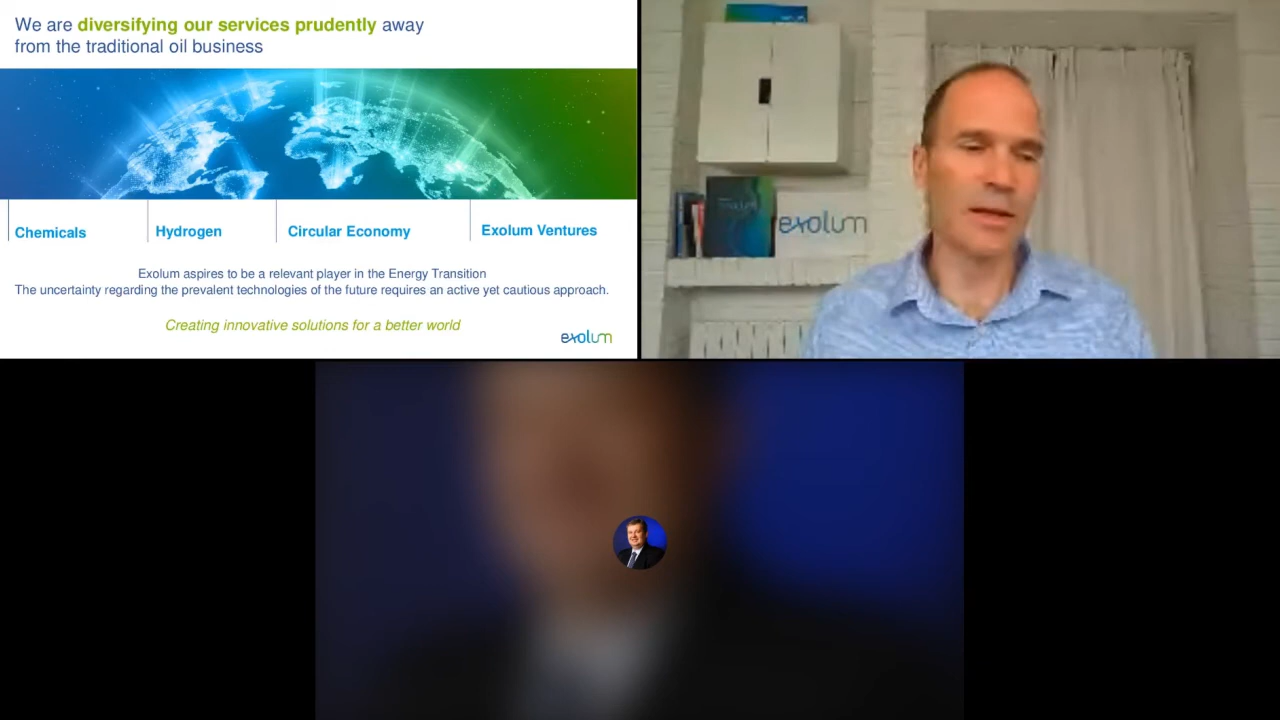 We are diversifying our services prudently away
from the traditional oil business
Chemicals
Hydrogen
Circular Economy
Exolum Ventures
Exolum aspires to be a relevant player in the Energy Transition
The uncertainty regarding the prevalent technologies of the future requires an active yet cautious approach.
Creating innovative solutions for a better world
exolum
exolum